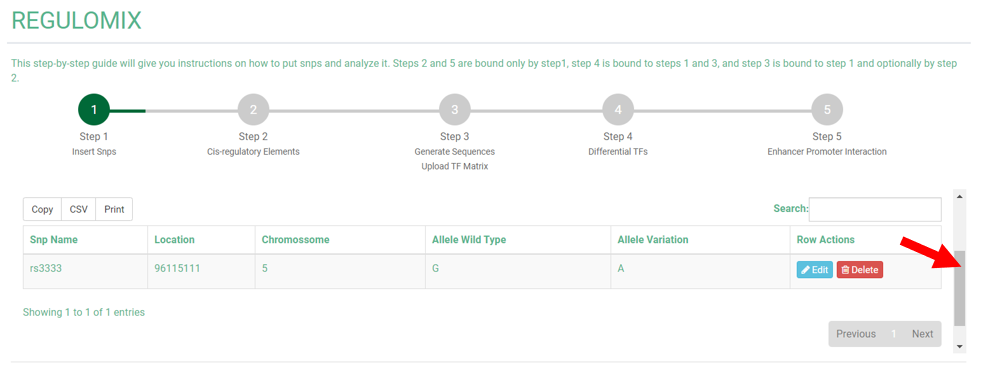 REGULOMIX
This step-by-step guide will give you instructions on how to put snps and analyze it. Steps 2 and 5 are bound only by step1, step 4 is bound to steps 1 and 3, and step 3 is bound to step 1 and optionally by step
2.
1 2 3 4 5
Step 1 Step 2 Step 3 Step 4 Step 5
Insert Snps Cis-regulatory Elements Generate Sequences Differential TFs Enhancer Promoter Interaction
Upload TF Matrix
Copy CSV Print Search:
Snp Name Location Chromossome Allele Wild Type Allele Variation Row Actions
rs3333 96115111 5 G A Edit Delete
Showing 1 to 1 of 1 entries
Previous 1 Next